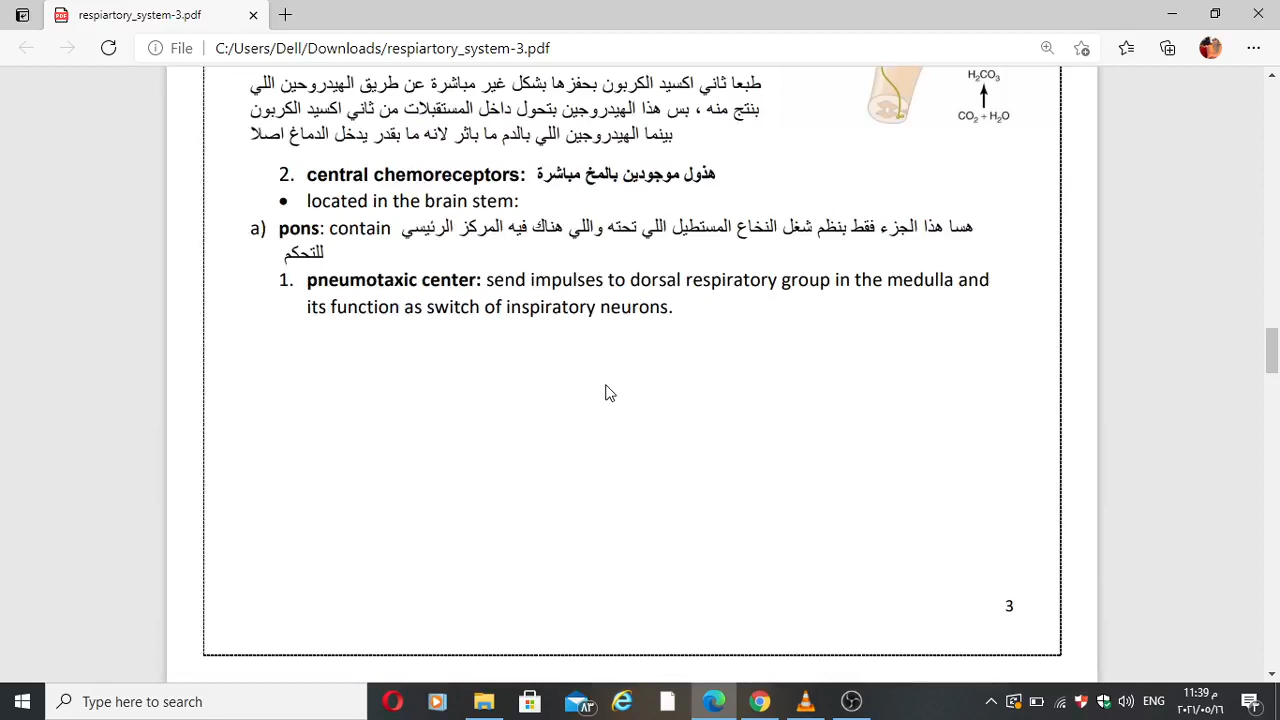 respiartory_system-3.pdf
File C:/Users/Dell/Downloads/respiartory_system-3.pdf
طبعا ثاني اكسيد الكربون بحفزها بشكل غير مباشرة عن طريق الهيدروجين اللي
بنتج منه ، بس هذا الهيدروجين بتحول داخل المستقبلات من ثاني اكسيد الكربون
بينما الهيدروجين اللي بالدم ما باثر لانه ما بقدر يدخل الدماغ اصلا
H₂CO₃
CO₂ + H₂O
2. central chemoreceptors: هذول موجودين بالمخ مباشرة
• located in the brain stem:
a) pons: contain هسا هذا الجزء فقط بنظم شغل النخاع المستطيل اللي تحته واللي هناك فيه المركز الرئيسي
للتحكم
1. pneumotaxic center: send impulses to dorsal respiratory group in the medulla and
its function as switch of inspiratory neurons.
3
Type here to search
٨٣
ENG
١١:٣٩ م